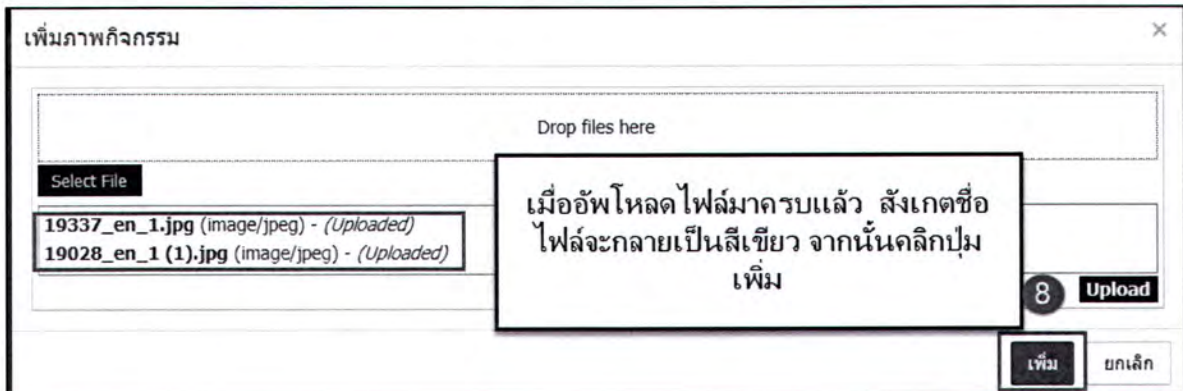 เพิ่มภาพกิจกรรม
×
Drop files here
Select File
19337_en_1.jpg (image/jpeg) - (Uploaded)
19028_en_1 (1).jpg (image/jpeg) - (Uploaded)
เมื่ออัพโหลดไฟล์มาครบแล้ว สังเกตชื่อ
ไฟล์จะกลายเป็นสีเขียว จากนั้นคลิกปุ่ม
เพิ่ม
8
Upload
เพิ่ม
ยกเลิก